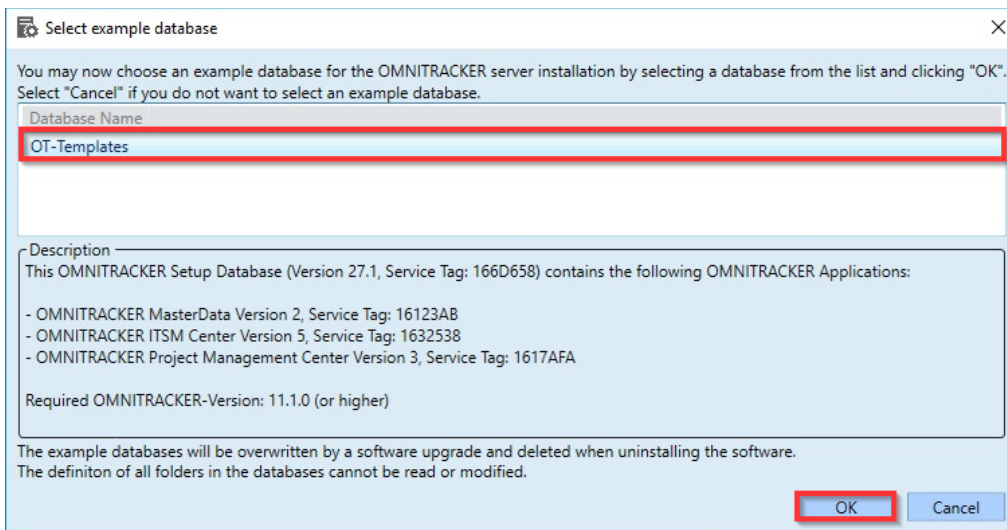 Select example database
You may now choose an example database for the OMNITRACKER server installation by selecting a database from the list and clicking "OK".
Select "Cancel" if you do not want to select an example database.
Database Name
OT-Templates
Description
This OMNITRACKER Setup Database (Version 27.1, Service Tag: 166D658) contains the following OMNITRACKER Applications:
- OMNITRACKER MasterData Version 2, Service Tag: 16123AB
- OMNITRACKER ITSM Center Version 5, Service Tag: 1632538
- OMNITRACKER Project Management Center Version 3, Service Tag: 1617AFA
Required OMNITRACKER-Version: 11.1.0 (or higher)
The example databases will be overwritten by a software upgrade and deleted when uninstalling the software.
The definiton of all folders in the databases cannot be read or modified.
OK Cancel